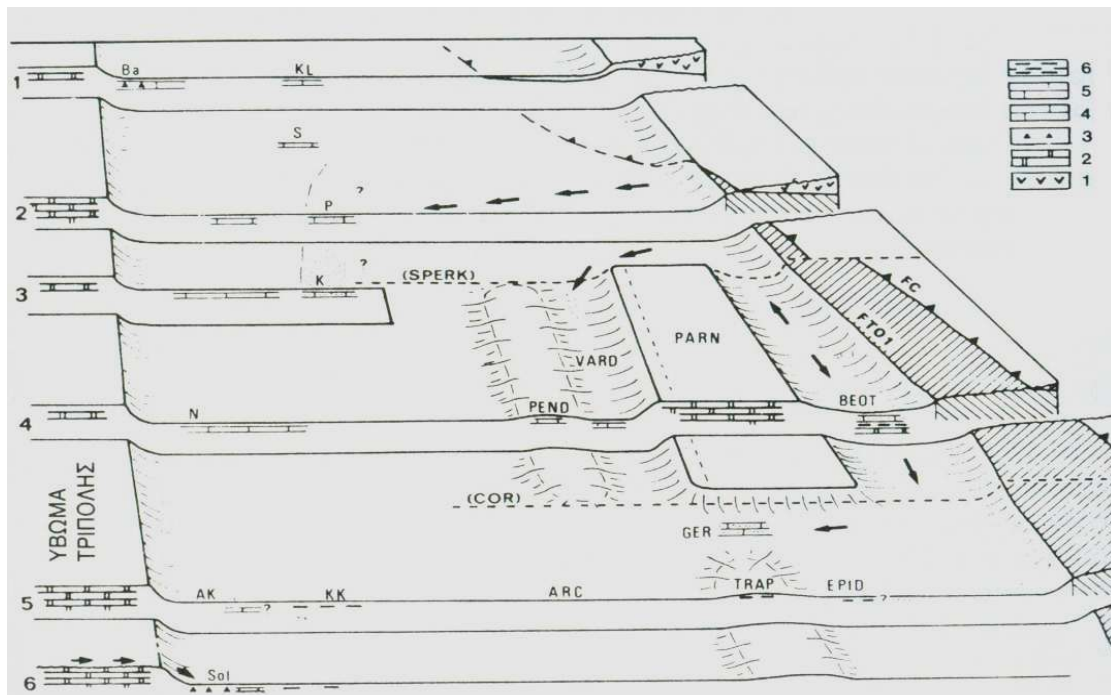 Ba KL
1
S
?
P
2
?
K
(SPERK)
3
FC
FTO1
VARD
PARN
N
PEND
BEOT
4
(COR)
ΥΒΩΜΑ
ΤΡΙΠΟΛΗΣ
GER
AK
?
KK
ARC
TRAP
EPID
?
5
Sol
6
6
5
4
3
2
1